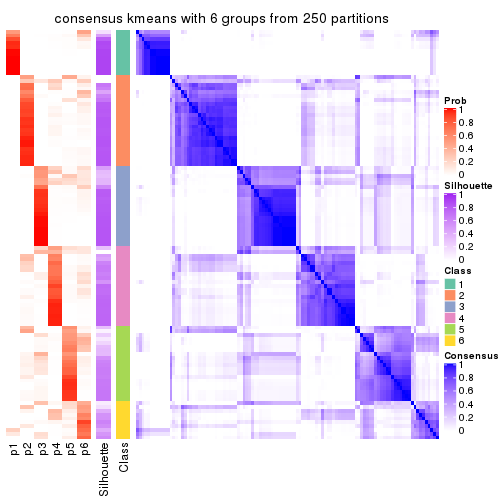 consensus kmeans with 6 groups from 250 partitions
Prob
1
0.8
0.6
0.4
0.2
0
Silhouette
1
0.8
0.6
0.4
0.2
0
Class
1
2
3
4
5
6
Consensus
1
0.8
0.6
0.4
0.2
0
p1
p2
p3
p4
p5
p6
Silhouette
Class